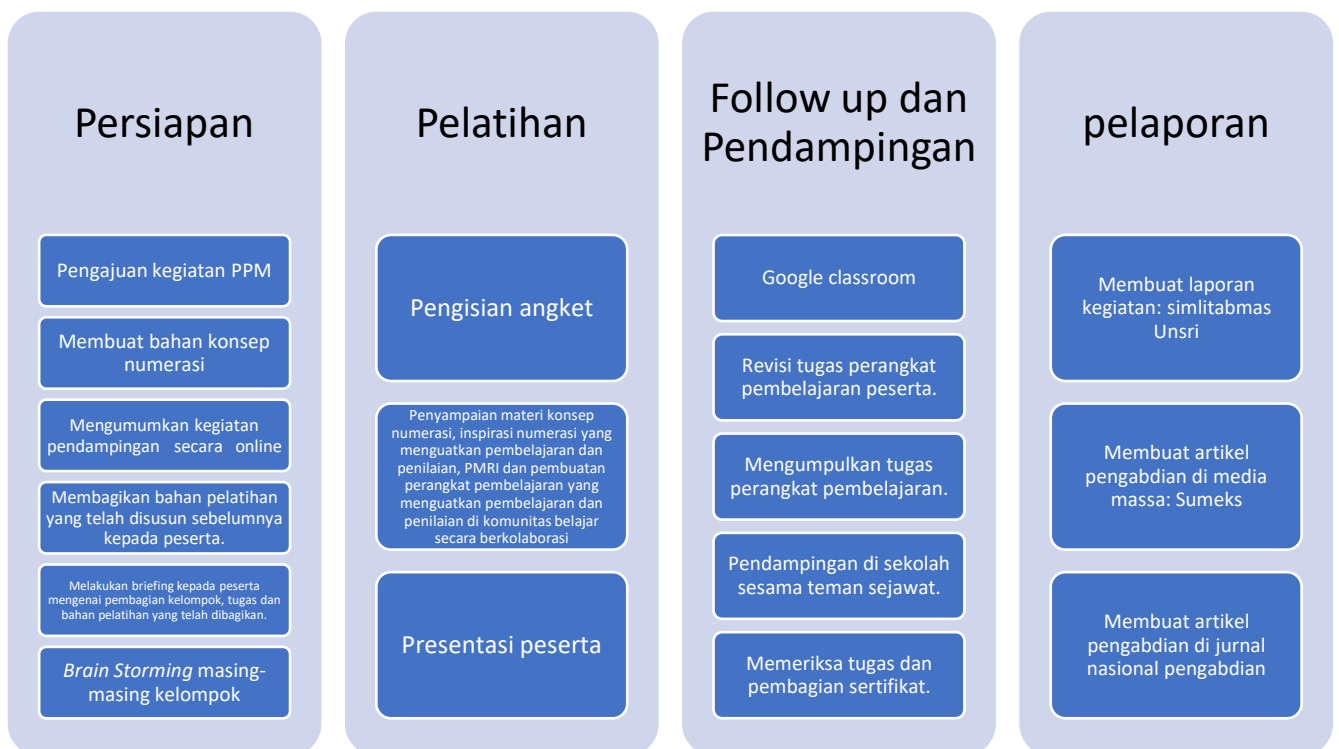 Persiapan
Pengajuan kegiatan PPM
Membuat bahan konsep
numerasi
Mengumumkan kegiatan
pendampingan secara online
Membagikan bahan pelatihan
yang telah disusun sebelumnya
kepada peserta.
Melakukan briefing kepada peserta
mengenai pembagian kelompok, tugas dan
bahan pelatihan yang telah dibagikan.
Brain Storming masing-
masing kelompok
Pelatihan
Pengisian angket
Penyampaian materi konsep
numerasi, inspirasi numerasi yang
menguatkan pembelajaran dan
penilaian, PMRI dan pembuatan
perangkat pembelajaran yang
menguatkan pembelajaran dan
penilaian di komunitas belajar
secara berkolaborasi
Presentasi peserta
Follow up dan
Pendampingan
Google classroom
Revisi tugas perangkat
pembelajaran peserta.
Mengumpulkan tugas
perangkat pembelajaran.
Pendampingan di sekolah
sesama teman sejawat.
Memeriksa tugas dan
pembagian sertifikat.
pelaporan
Membuat laporan
kegiatan: simlitabmas
Unsri
Membuat artikel
pengabdian di media
massa: Sumeks
Membuat artikel
pengabdian di jurnal
nasional pengabdian